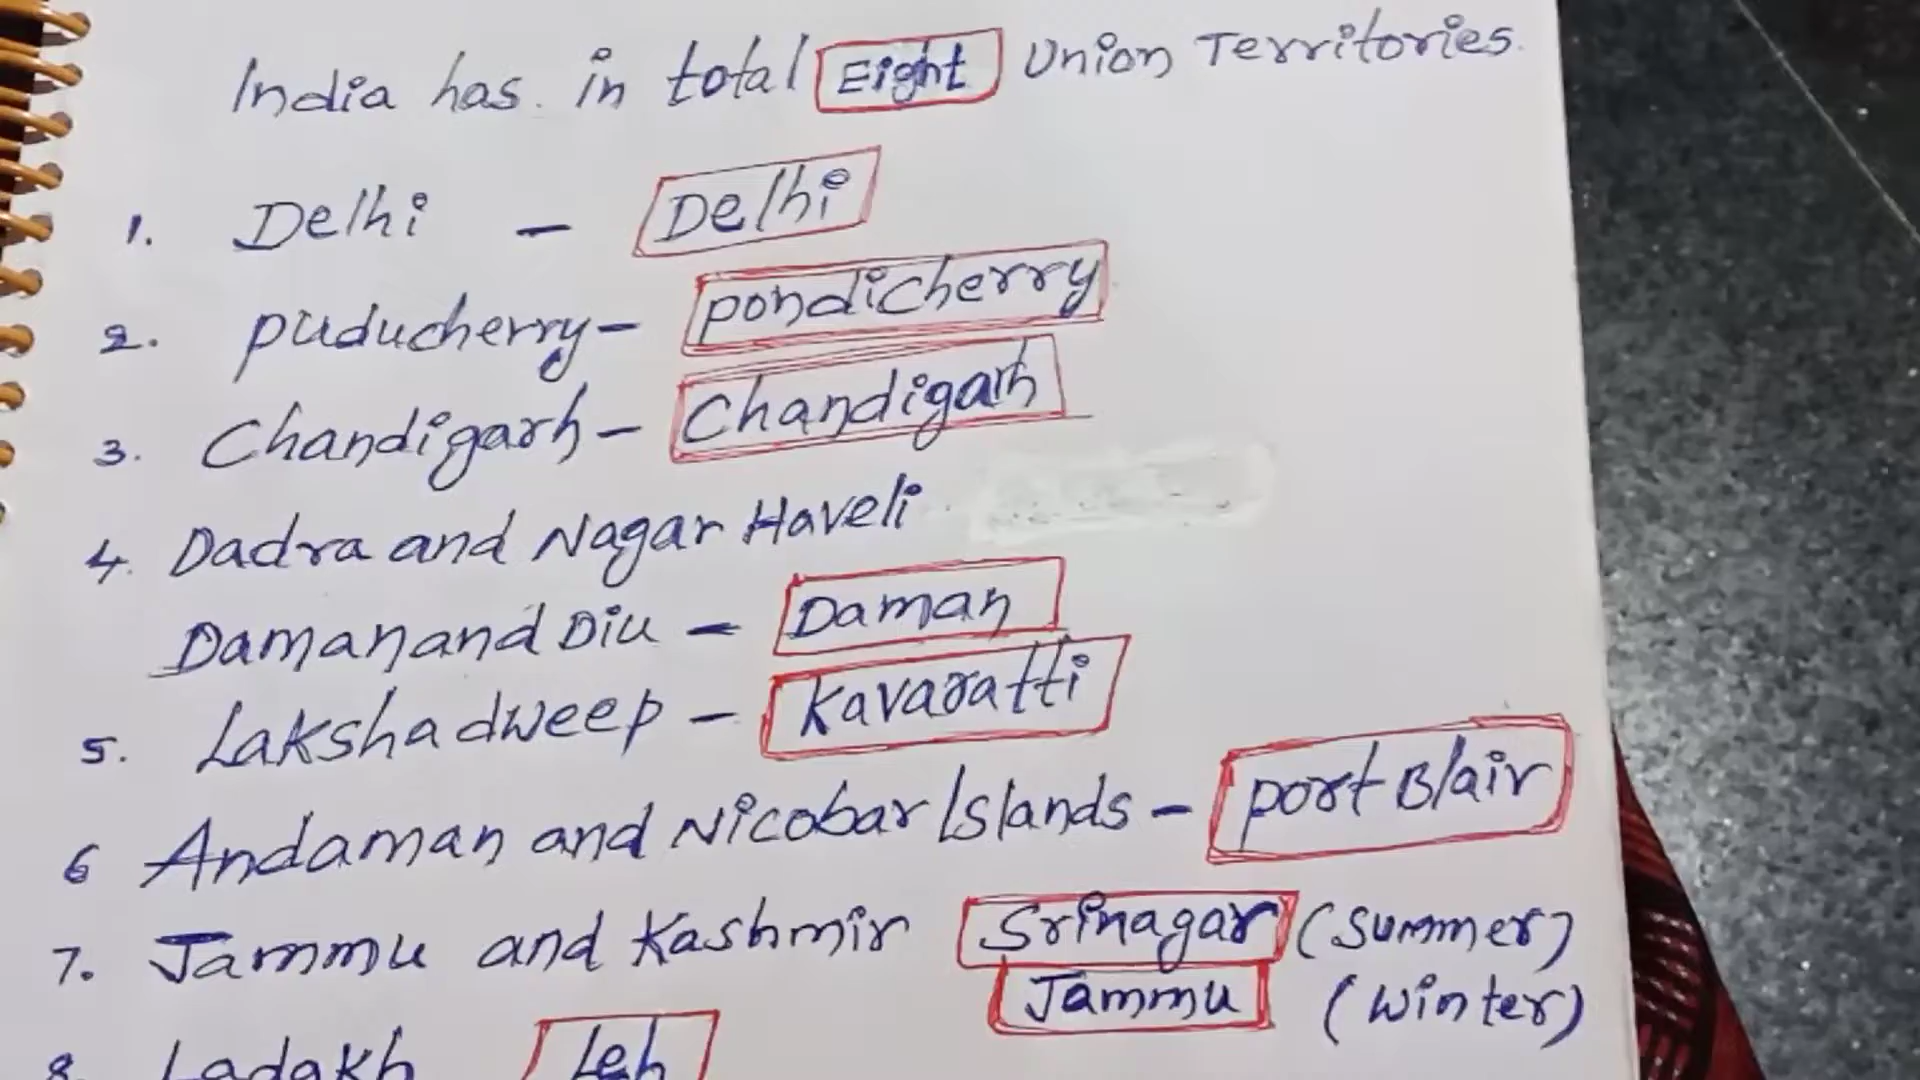 India has in total Eight Union Territories.
1. Delhi - Delhi
2. puducherry - pondicherry
3. Chandigarh - Chandigarh
4. Dadra and Nagar Haveli
Daman and Diu - Daman
5. Lakshadweep - Kavaratti
6 Andaman and Nicobar Islands - port Blair
7. Jammu and Kashmir Srinagar (Summer)
Jammu (Winter)
8. Ladakh Leh